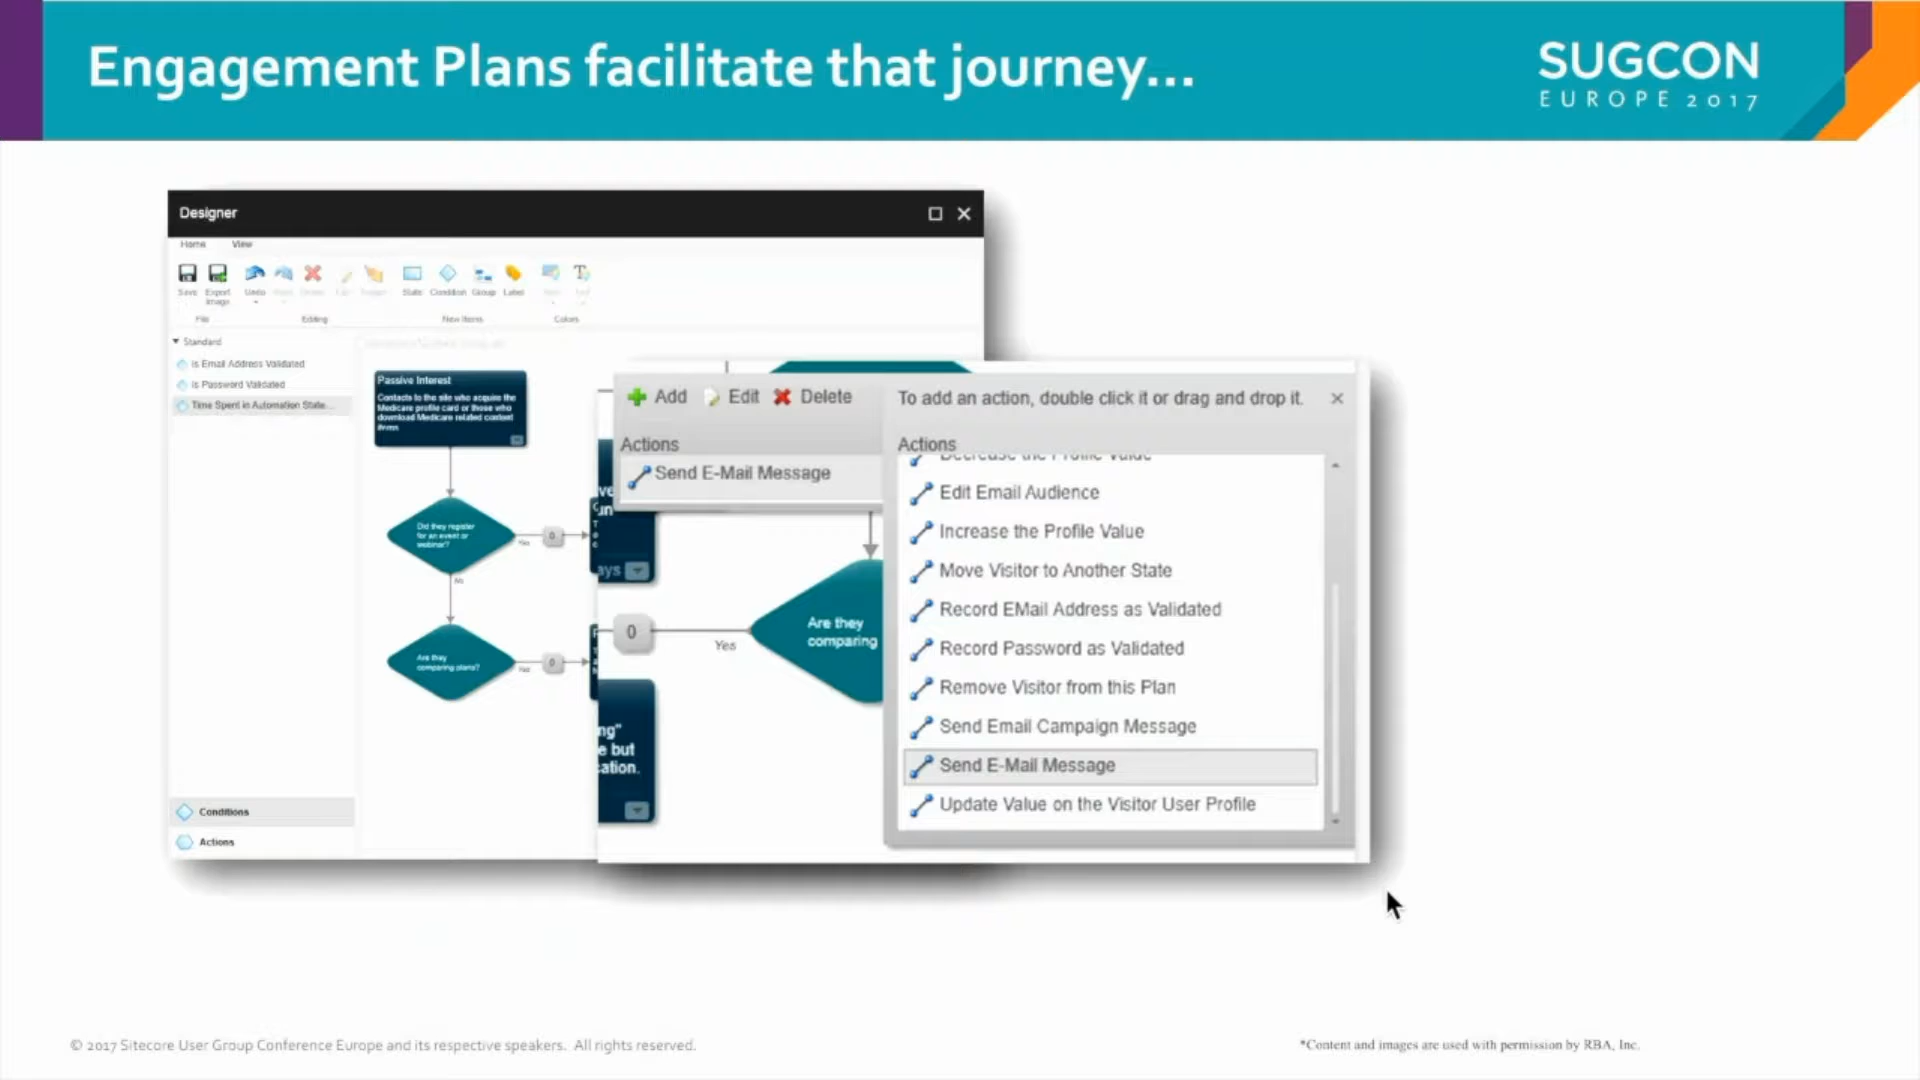 Engagement Plans facilitate that journey...
SUGCON
EUROPE 2017
Designer
Home View
Save Export Image Undo State Condition Group Label
File Editing New Items Colors
Standard
Is Email Address Validated
Is Password Validated
Time Spent in Automation State...
Passive Interest
Contacts to the site who acquire the
Medicare profile card or those who
download Medicare related content
items
Did they register
for an event or
webinar?
Yes
0
No
Are they
comparing plans?
Yes
0
Conditions
Actions
Add Edit Delete
Actions
Send E-Mail Message
ays
0
Yes
Are they
comparing
ng"
e but
cation.
To add an action, double click it or drag and drop it.
Actions
Decrease the Profile Value
Edit Email Audience
Increase the Profile Value
Move Visitor to Another State
Record EMail Address as Validated
Record Password as Validated
Remove Visitor from this Plan
Send Email Campaign Message
Send E-Mail Message
Update Value on the Visitor User Profile
© 2017 Sitecore User Group Conference Europe and its respective speakers. All rights reserved.
*Content and images are used with permission by RBA, Inc.